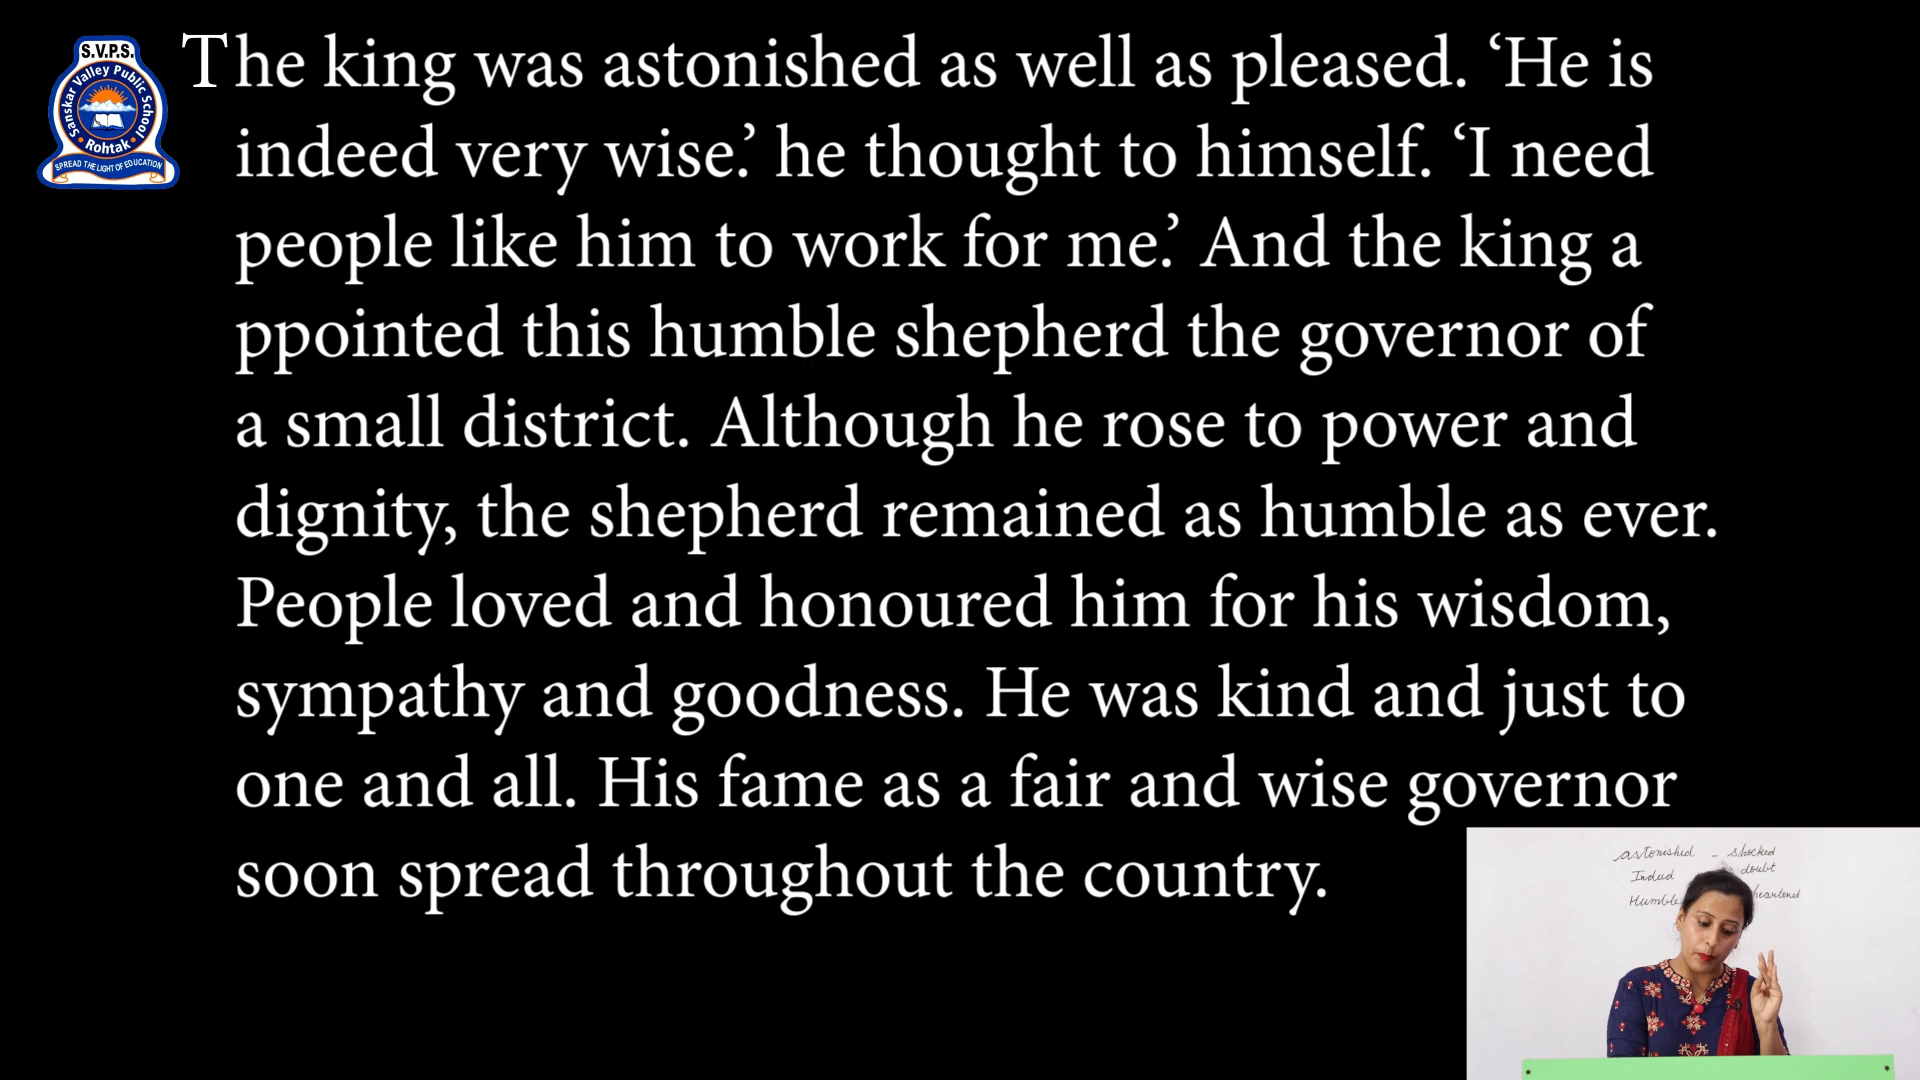 S.V.P.S.
Sanskar Valley Public School
Rohtak
SPREAD THE LIGHT OF EDUCATION
The king was astonished as well as pleased. ‘He is
indeed very wise.’ he thought to himself. ‘I need
people like him to work for me.’ And the king a
ppointed this humble shepherd the governor of
a small district. Although he rose to power and
dignity, the shepherd remained as humble as ever.
People loved and honoured him for his wisdom,
sympathy and goodness. He was kind and just to
one and all. His fame as a fair and wise governor
soon spread throughout the country.
astonished - shocked
Indeed doubt
Humble hearted